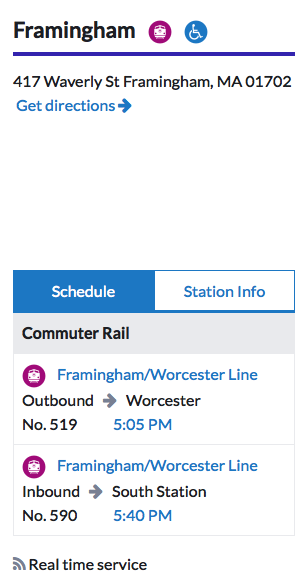 Framingham
417 Waverly St Framingham, MA 01702
Get directions
Schedule
Station Info
Commuter Rail
Framingham/Worcester Line
Outbound Worcester
No. 519 5:05 PM
Framingham/Worcester Line
Inbound South Station
No. 590 5:40 PM
Real time service